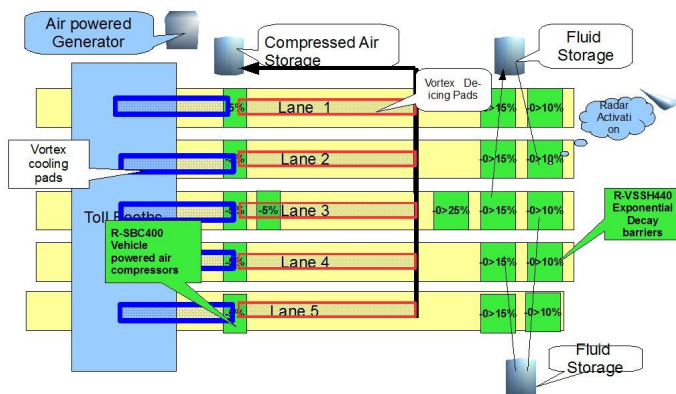 Air powered
Generator
Compressed Air
Storage
Fluid
Storage
Vortex De-
icing Pads
Radar
Activati
on
-5%
Lane 1
-0>15%
-0>10%
Vortex
cooling
pads
Lane 2
-0>15%
-0>10%
Toll Booths
-5%
Lane 3
-0>25%
-0>15%
-0>10%
R-VSSH440
Exponential
Decay
barriers
R-SBC400
Vehicle
powered air
compressors
Lane 4
-0>15%
-0>10%
Lane 5
-0>15%
-0>10%
Fluid
Storage